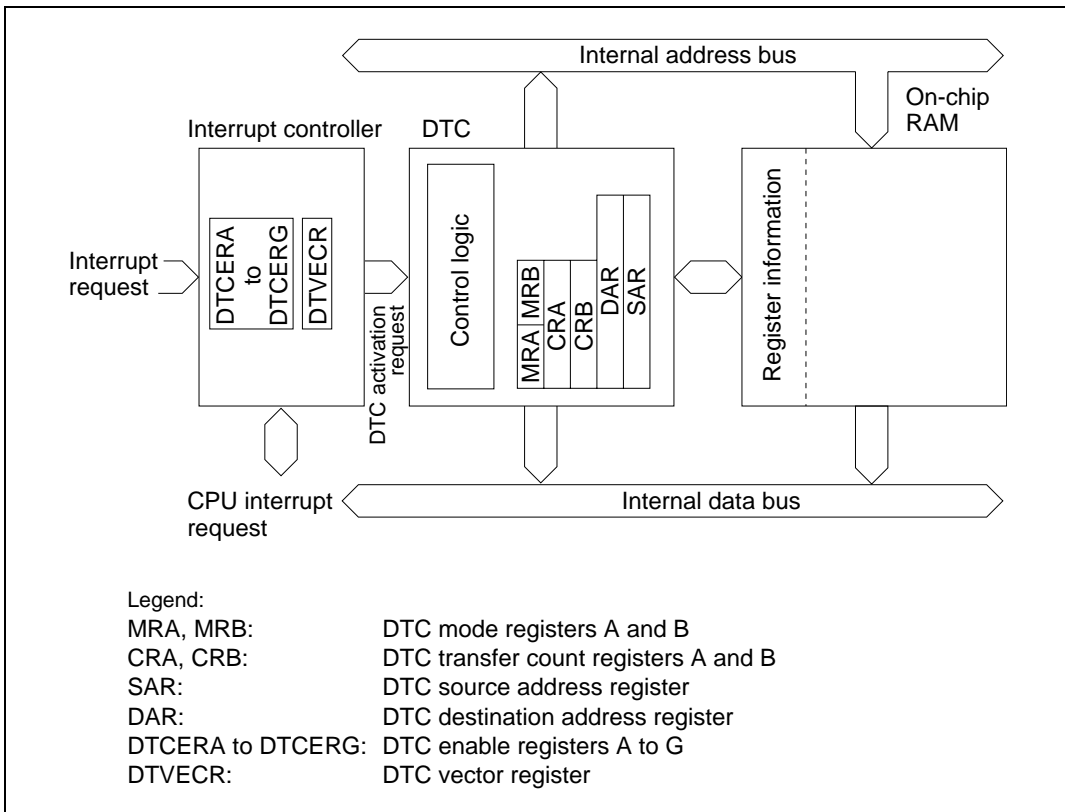 Internal address bus
On-chip
RAM
Interrupt controller
DTC
Interrupt
request
DTCERA
to
DTCERG
DTVECR
DTC activation
request
Control logic
MRA
MRB
CRA
CRB
DAR
SAR
Register information
CPU interrupt
request
Internal data bus
Legend:
MRA, MRB: DTC mode registers A and B
CRA, CRB: DTC transfer count registers A and B
SAR: DTC source address register
DAR: DTC destination address register
DTCERA to DTCERG: DTC enable registers A to G
DTVECR: DTC vector register